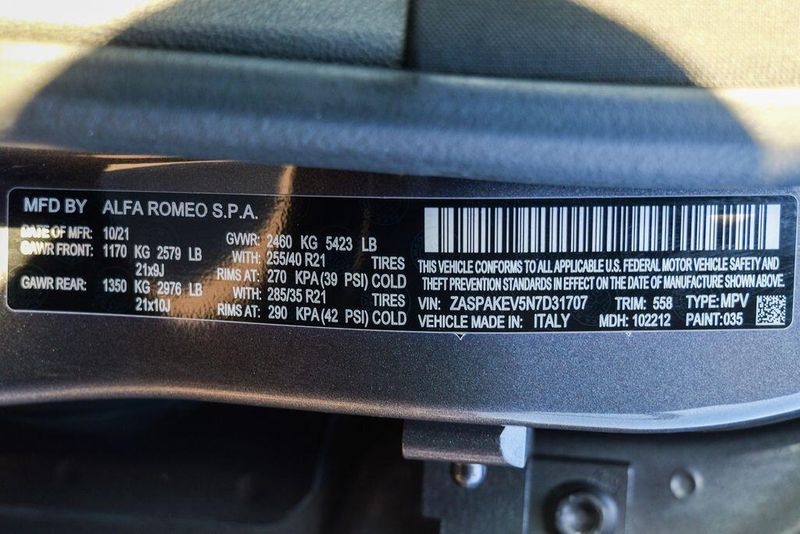 MFD BY ALFA ROMEO S.P.A.
DATE OF MFR: 10/21 GVWR: 2460 KG 5423 LB
GAWR FRONT: 1170 KG 2579 LB WITH: 255/40 R21 TIRES
21x9J RIMS AT: 270 KPA (39 PSI) COLD
GAWR REAR: 1350 KG 2976 LB WITH: 285/35 R21 TIRES
21x10J RIMS AT: 290 KPA (42 PSI) COLD
THIS VEHICLE CONFORMS TO ALL APPLICABLE U.S. FEDERAL MOTOR VEHICLE SAFETY AND
THEFT PREVENTION STANDARDS IN EFFECT ON THE DATE OF MANUFACTURE SHOWN ABOVE.
VIN: ZASPAKEV5N7D31707 TRIM: 558 TYPE: MPV
VEHICLE MADE IN: ITALY MDH: 102212 PAINT: 035